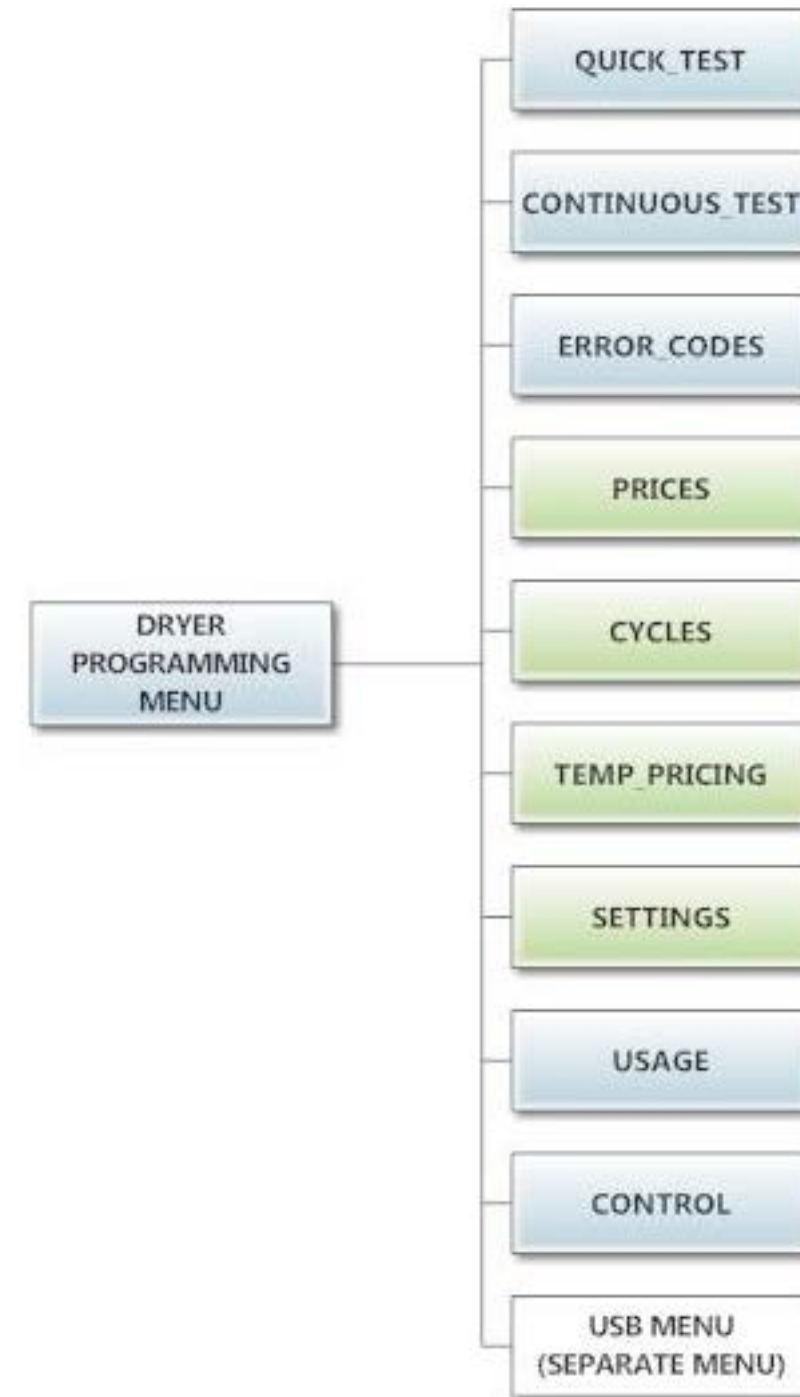 QUICK_TEST
CONTINUOUS_TEST
ERROR_CODES
PRICES
CYCLES
DRYER
PROGRAMMING
MENU
TEMP_PRICING
SETTINGS
USAGE
CONTROL
USB MENU
(SEPARATE MENU)